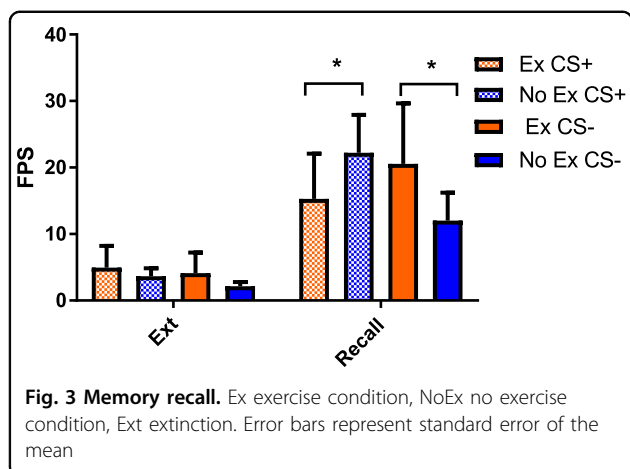 40
30
20
10
0
FPS
*
*
Ex CS+
No Ex CS+
Ex CS-
No Ex CS-
Ext
Recall
Fig. 3 Memory recall. Ex exercise condition, NoEx no exercise
condition, Ext extinction. Error bars represent standard error of the
mean